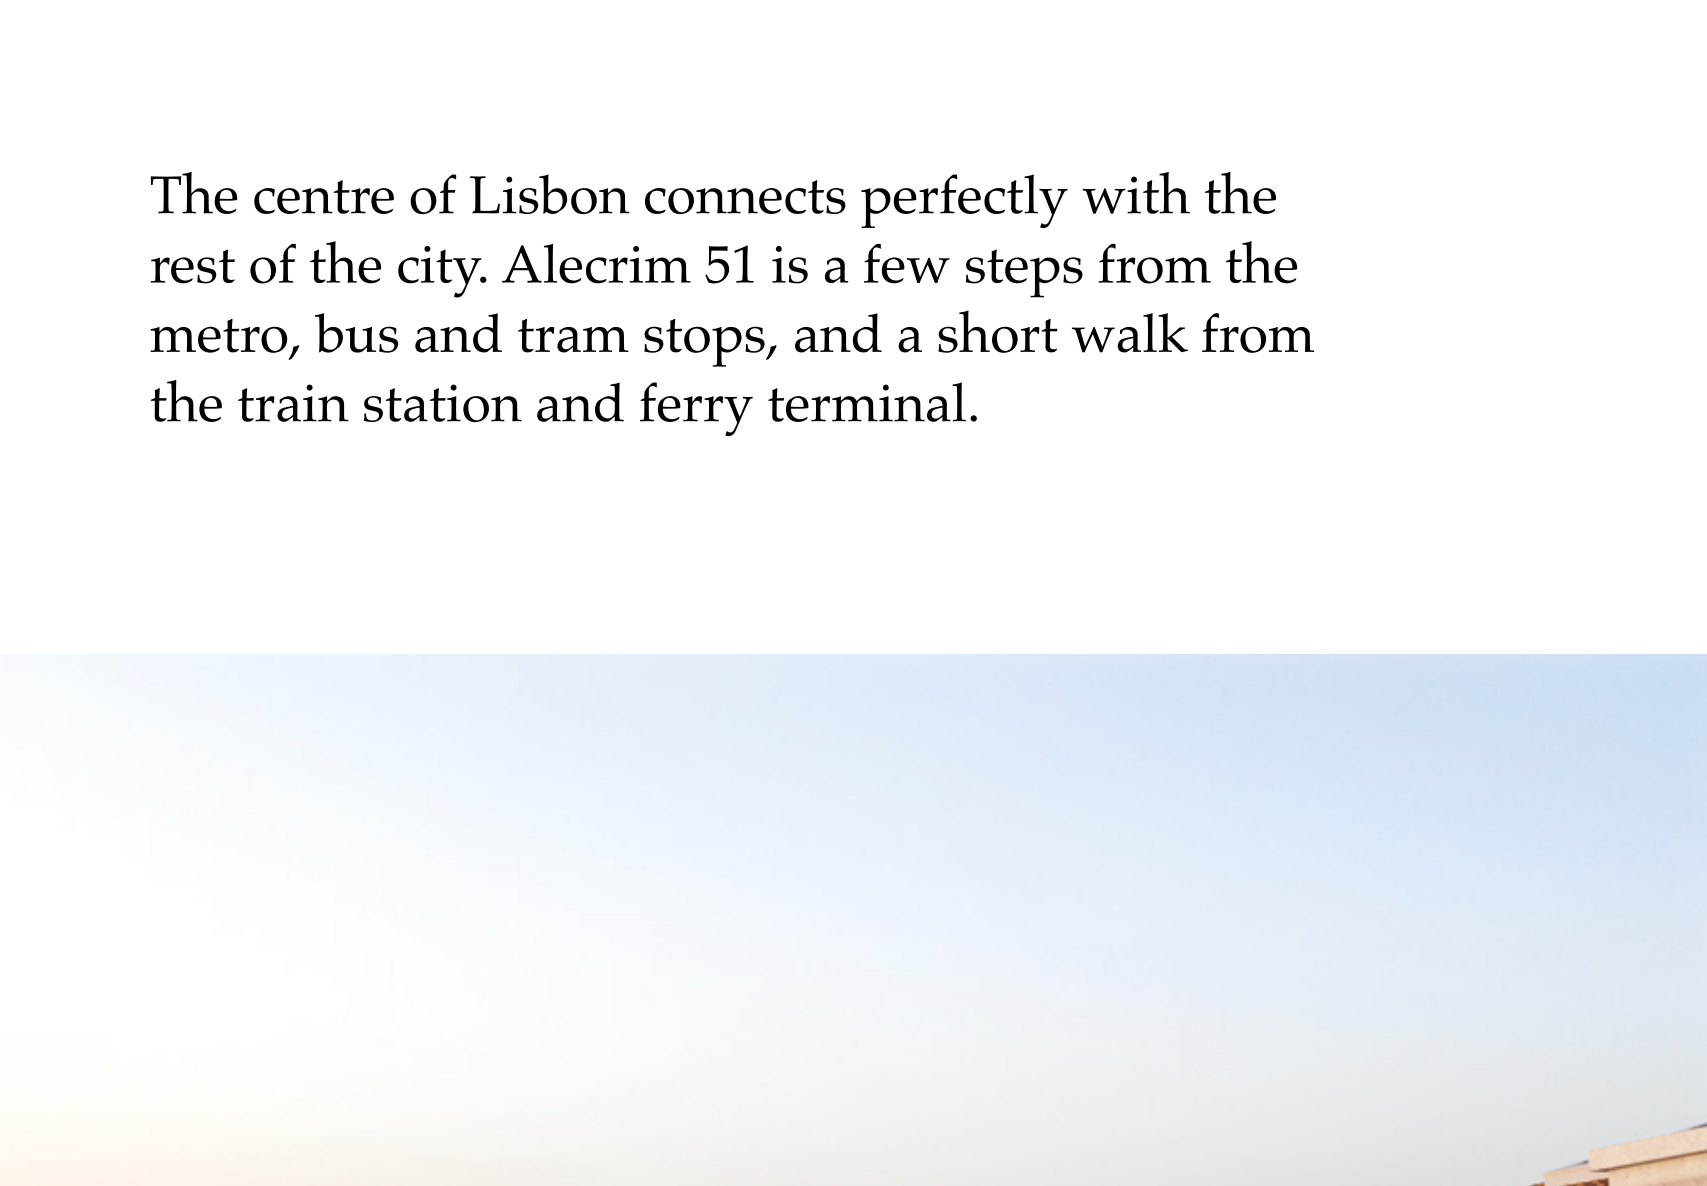 The centre of Lisbon connects perfectly with the
rest of the city. Alecrim 51 is a few steps from the
metro, bus and tram stops, and a short walk from
the train station and ferry terminal.